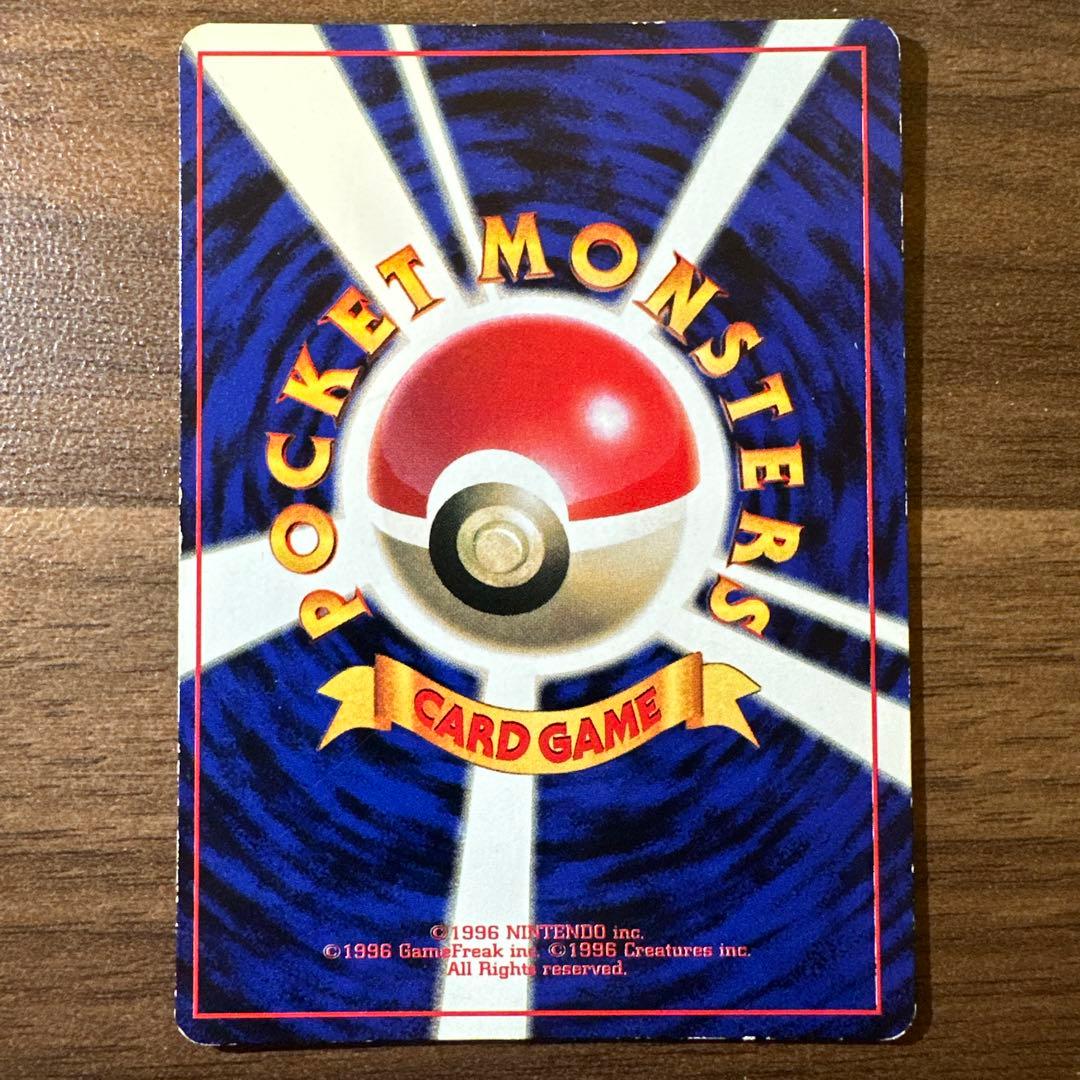 POCKET MONSTERS
CARD GAME
©1996 NINTENDO inc.
©1996 GameFreak inc. ©1996 Creatures inc.
All Rights reserved.